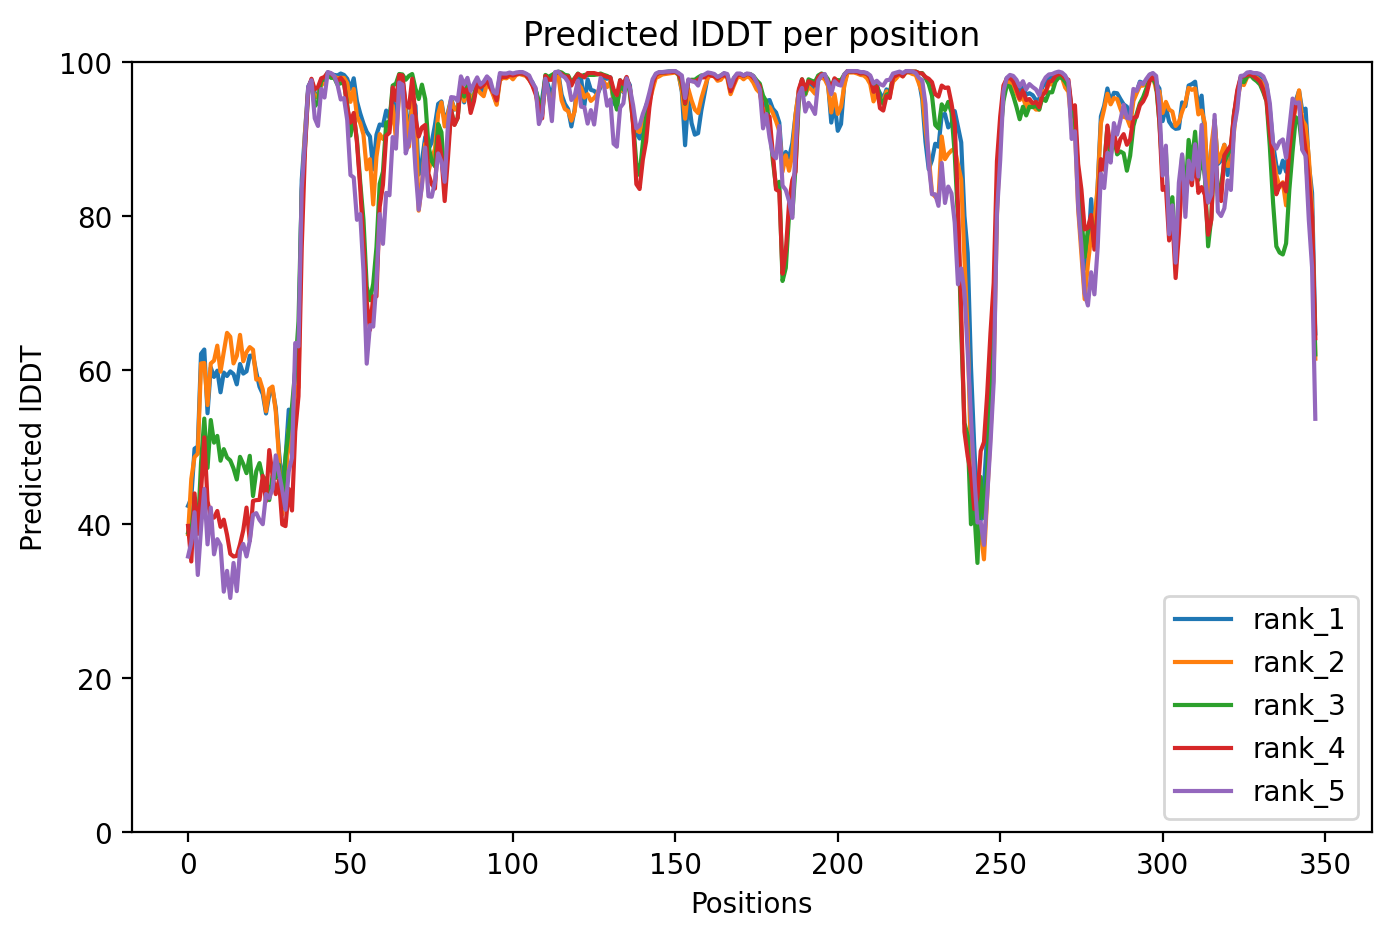 Predicted lDDT per position
Predicted lDDT
100
80
60
40
20
0
0 50 100 150 200 250 300 350
Positions
rank_1
rank_2
rank_3
rank_4
rank_5